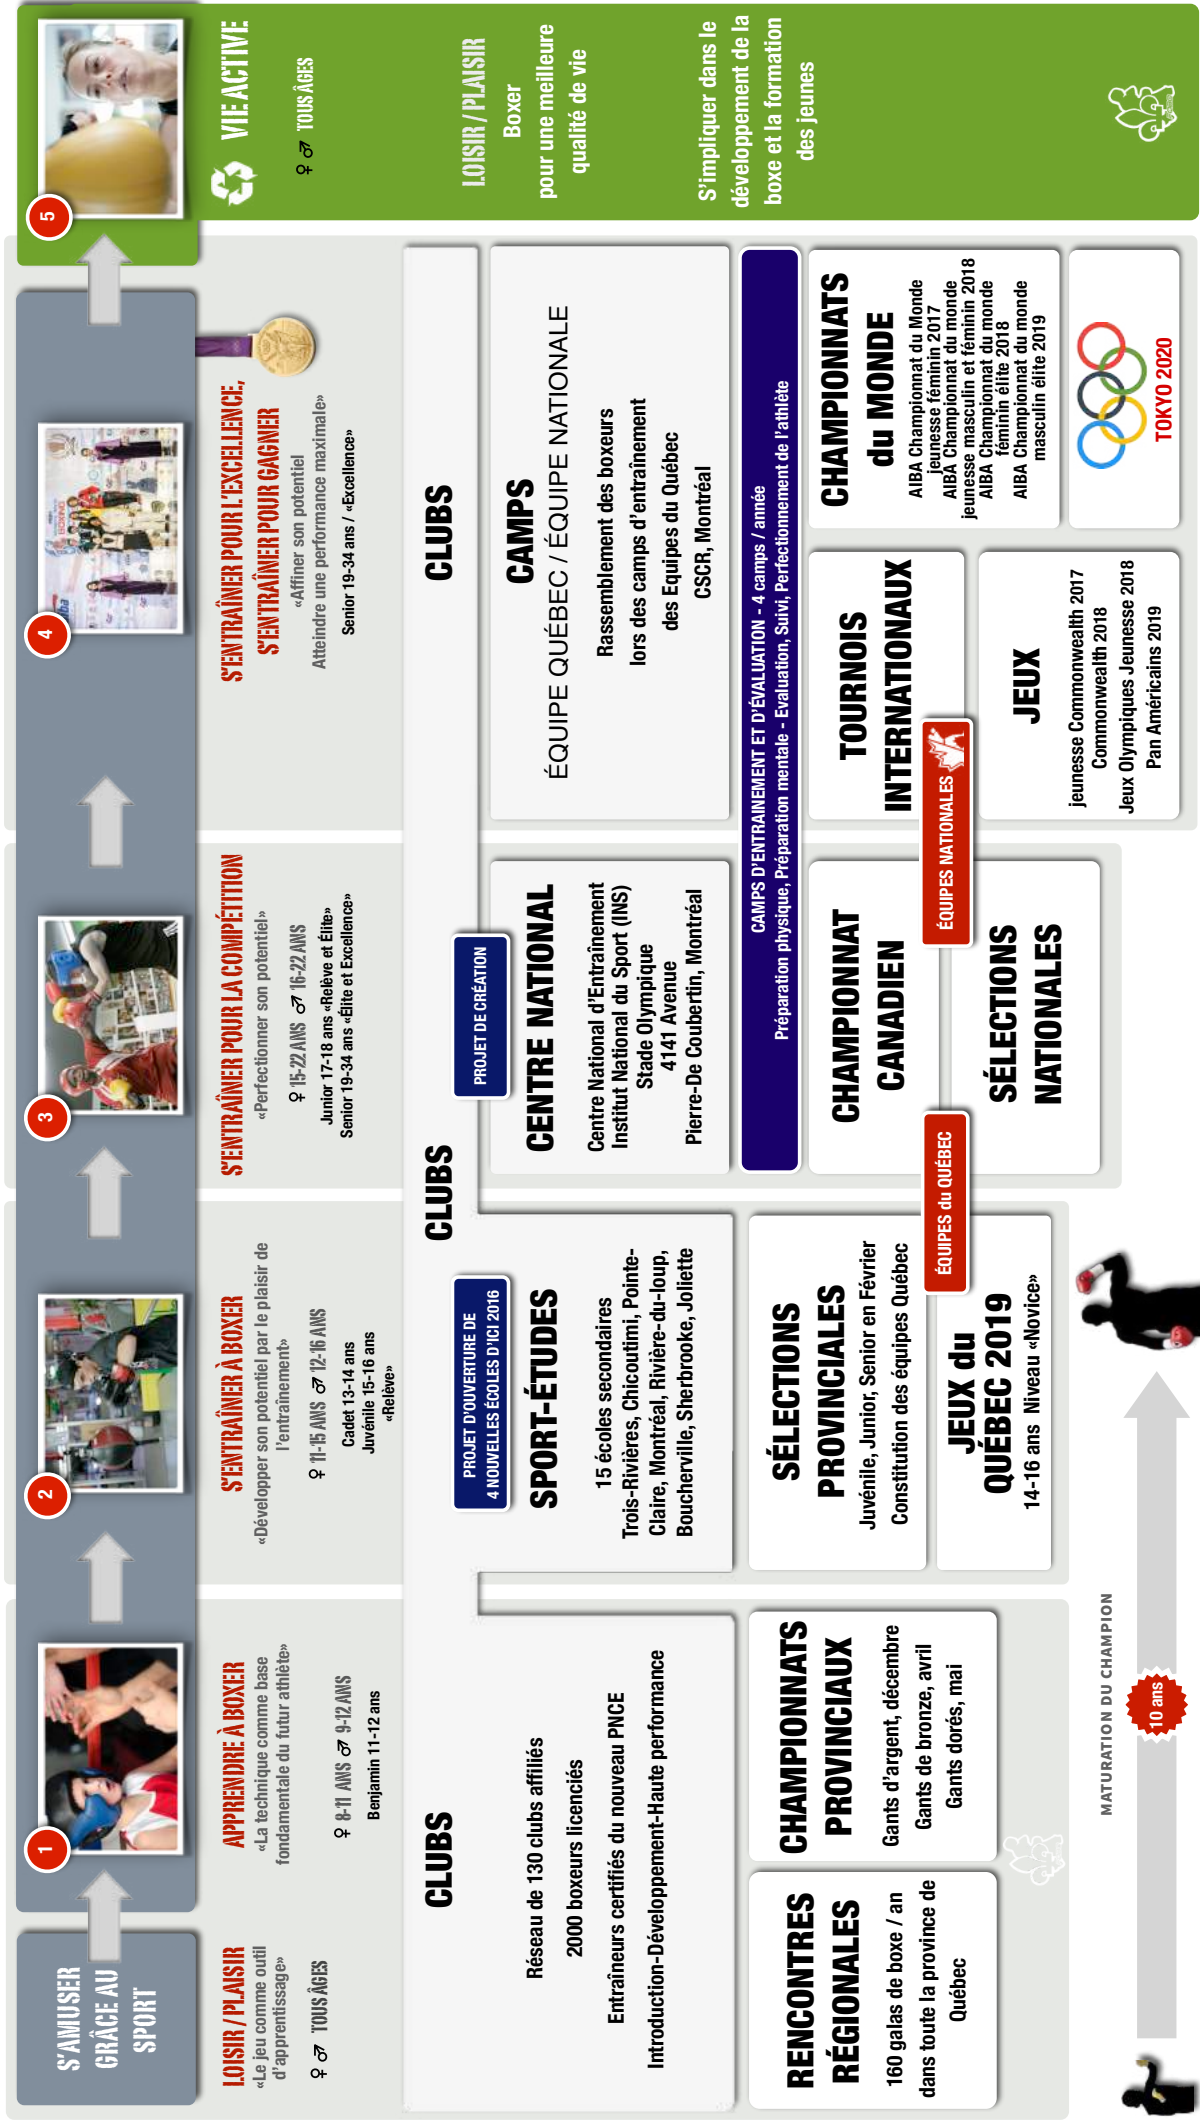 S'AMUSER
GRÂCE AU
SPORT
LOISIR / PLAISIR
«Le jeu comme outil
d'apprentissage»
♀ ♂ TOUS ÂGES
1
APPRENDRE À BOXER
«La technique comme base
fondamentale du futur athlète»
♀ 8-11 ANS ♂ 9-12 ANS
Benjamin 11-12 ans
2
S'ENTRAÎNER À BOXER
«Développer son potentiel par le plaisir de
l'entraînement»
♀ 11-15 ANS ♂ 12-16 ANS
Cadet 13-14 ans
Juvénile 15-16 ans
«Relève»
3
S'ENTRAÎNER POUR LA COMPÉTITION
«Perfectionner son potentiel»
♀ 15-22 ANS ♂ 16-22 ANS
Junior 17-18 ans «Relève et Élite»
Senior 19-34 ans «Élite et Excellence»
4
S'ENTRAÎNER POUR L'EXCELLENCE,
S'ENTRAÎNER POUR GAGNER
«Affiner son potentiel
Atteindre une performance maximale»
Senior 19-34 ans / «Excellence»
5
VIE ACTIVE
♀ ♂ TOUS ÂGES
LOISIR / PLAISIR
Boxer
pour une meilleure
qualité de vie
S'impliquer dans le
développement de la
boxe et la formation
des jeunes
CLUBS
Réseau de 130 clubs affiliés
2000 boxeurs licenciés
Entraîneurs certifiés du nouveau PNCE
Introduction-Développement-Haute performance
CLUBS
PROJET D'OUVERTURE DE
4 NOUVELLES ÉCOLES D'ICI 2016
SPORT-ÉTUDES
15 écoles secondaires
Trois-Rivières, Chicoutimi, Pointe-
Claire, Montréal, Rivière-du-loup,
Boucherville, Sherbrooke, Joliette
PROJET DE CRÉATION
CENTRE NATIONAL
Centre National d'Entraînement
Institut National du Sport (INS)
Stade Olympique
4141 Avenue
Pierre-De Coubertin, Montréal
CLUBS
CAMPS
ÉQUIPE QUÉBEC / ÉQUIPE NATIONALE
Rassemblement des boxeurs
lors des camps d'entraînement
des Equipes du Québec
CSCR, Montréal
CAMPS D'ENTRAINEMENT ET D'ÉVALUATION - 4 camps / année
Préparation physique, Préparation mentale - Evaluation, Suivi, Perfectionnement de l'athlète
RENCONTRES
RÉGIONALES
160 galas de boxe / an
dans toute la province de
Québec
CHAMPIONNATS
PROVINCIAUX
Gants d'argent, décembre
Gants de bronze, avril
Gants dorés, mai
SÉLECTIONS
PROVINCIALES
Juvénile, Junior, Senior en Février
Constitution des équipes Québec
JEUX du
QUÉBEC 2019
14-16 ans Niveau «Novice»
ÉQUIPES du QUÉBEC
CHAMPIONNAT
CANADIEN
SÉLECTIONS
NATIONALES
ÉQUIPES NATIONALES
TOURNOIS
INTERNATIONAUX
JEUX
jeunesse Commonwealth 2017
Commonwealth 2018
Jeux Olympiques Jeunesse 2018
Pan Américains 2019
CHAMPIONNATS
du MONDE
AIBA Championnat du Monde
jeunesse féminin 2017
AIBA Championnat du monde
jeunesse masculin et féminin 2018
AIBA Championnat du monde
féminin élite 2018
AIBA Championnat du monde
masculin élite 2019
TOKYO 2020
MATURATION DU CHAMPION
10 ans